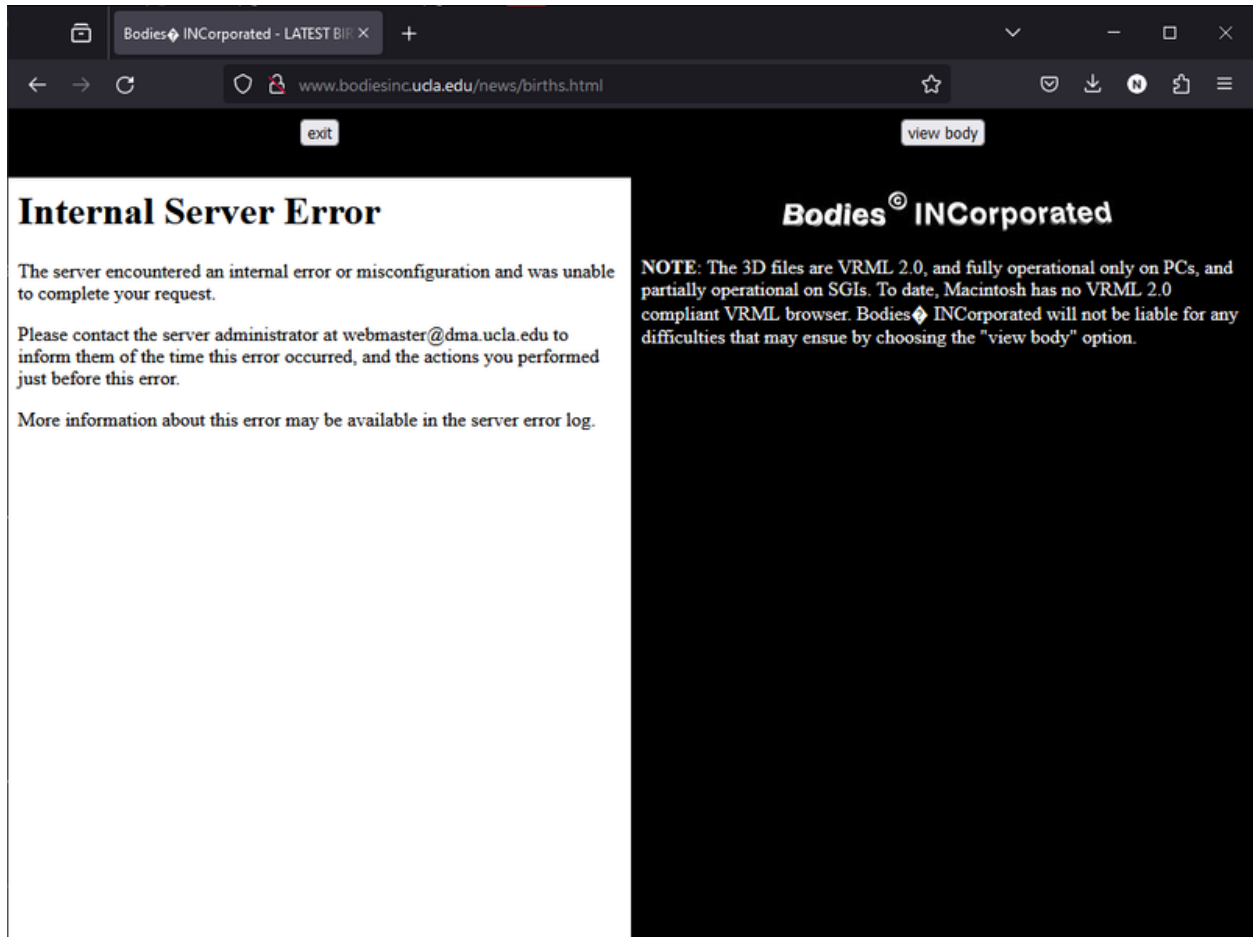 Bodies� INCorporated - LATEST BIR
www.bodiesinc.ucla.edu/news/births.html
N
exit
view body
Internal Server Error
The server encountered an internal error or misconfiguration and was unable
to complete your request.
Please contact the server administrator at webmaster@dma.ucla.edu to
inform them of the time this error occurred, and the actions you performed
just before this error.
More information about this error may be available in the server error log.
Bodies© INCorporated
NOTE: The 3D files are VRML 2.0, and fully operational only on PCs, and
partially operational on SGIs. To date, Macintosh has no VRML 2.0
compliant VRML browser. Bodies� INCorporated will not be liable for any
difficulties that may ensue by choosing the "view body" option.